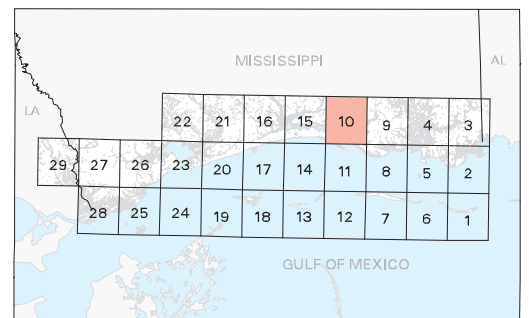 MISSISSIPPI
AL
LA
22 21 16 15 10 9 4 3
29 27 26 23 20 17 14 11 8 5 2
28 25 24 19 18 13 12 7 6 1
GULF OF MEXICO